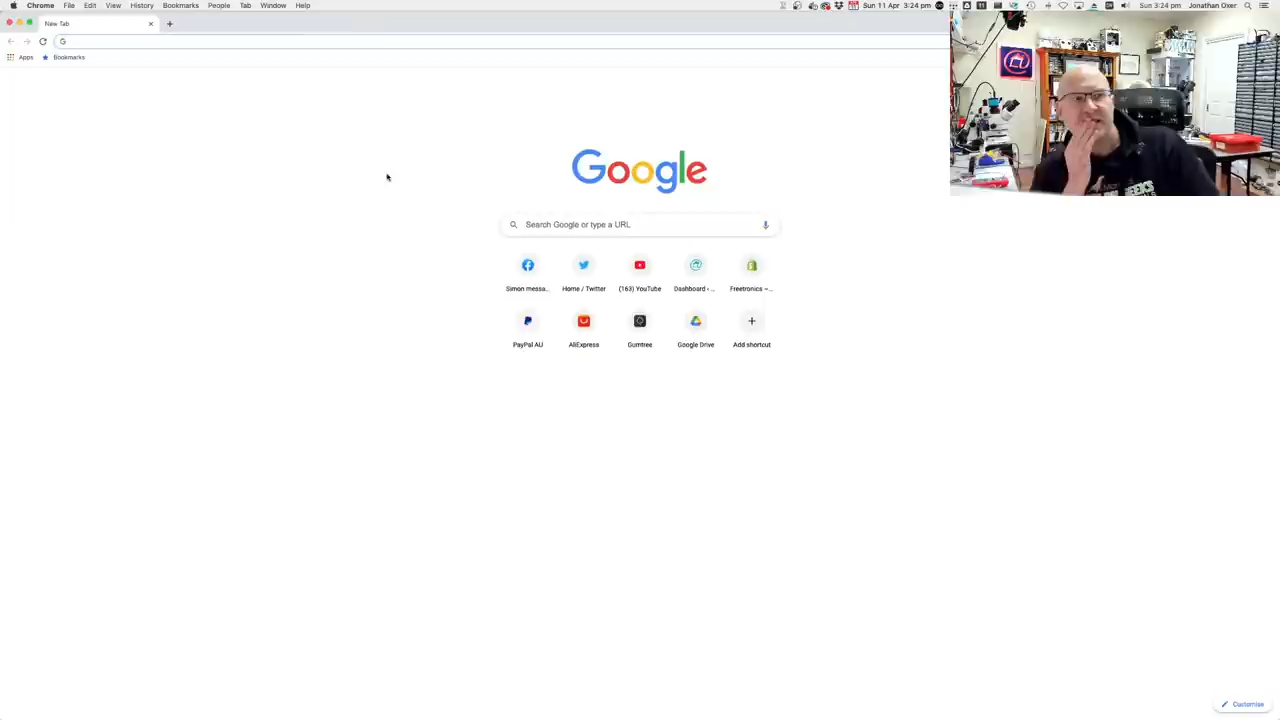 Chrome File Edit View History Bookmarks People Tab Window Help
Sun 11 Apr 3:24 pm
Sun 3:24 pm Jonathan Oxer
New Tab
Apps Bookmarks
Google
Search Google or type a URL
Simon messa...
Home / Twitter
(163) YouTube
Dashboard ‹ ...
Freetronics ~...
PayPal AU
AliExpress
Gumtree
Google Drive
Add shortcut
Customise